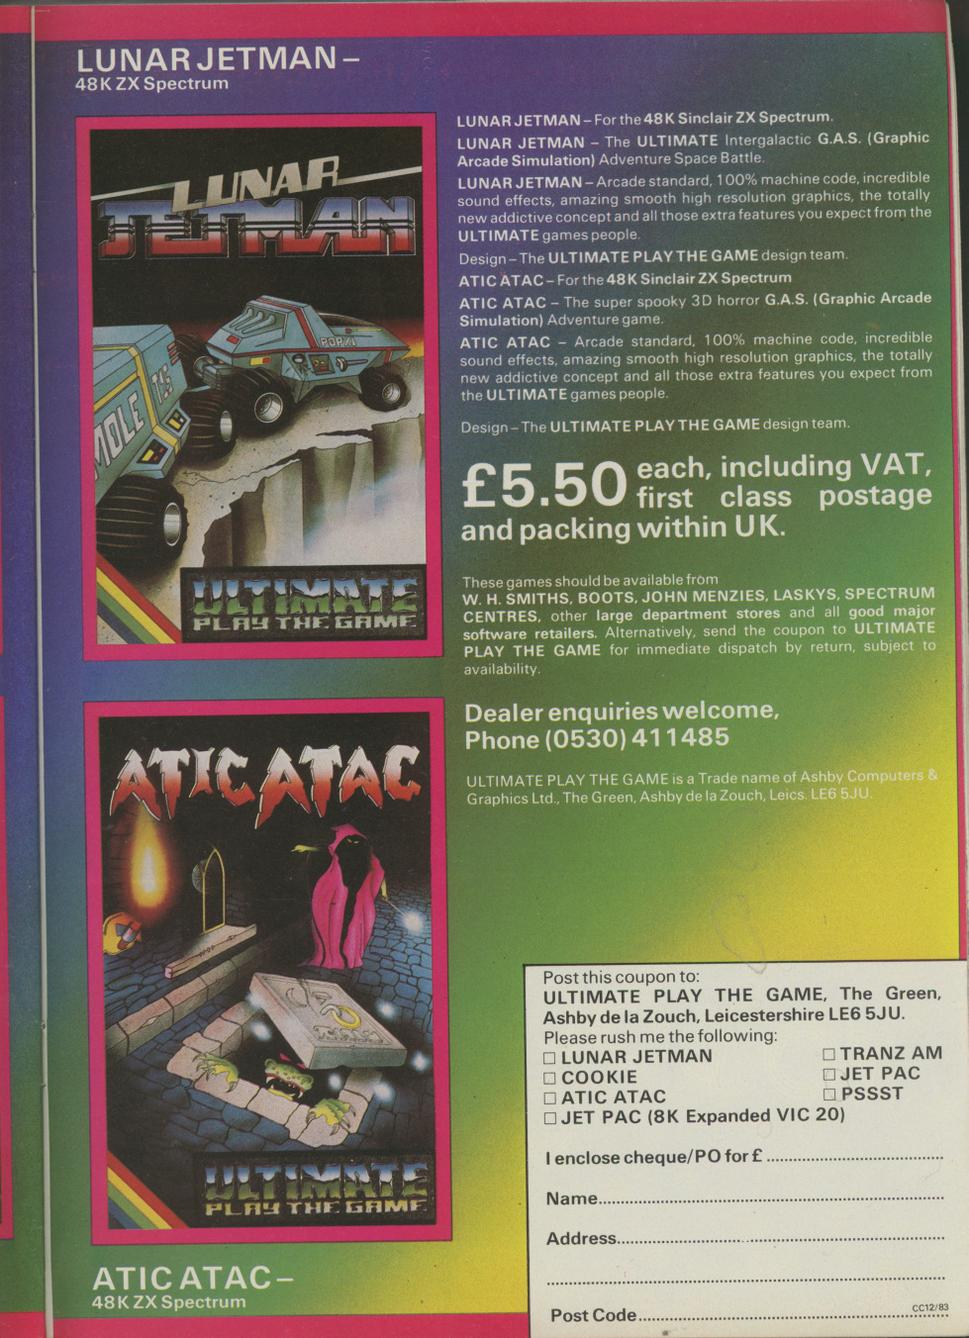 LUNAR JETMAN –
48K ZX Spectrum
LUNAR
JETMAN
PORXI
MOLE
ULTIMATE
PLAY THE GAME
LUNAR JETMAN – For the 48K Sinclair ZX Spectrum.
LUNAR JETMAN – The ULTIMATE Intergalactic G.A.S. (Graphic
Arcade Simulation) Adventure Space Battle.
LUNAR JETMAN – Arcade standard, 100% machine code, incredible
sound effects, amazing smooth high resolution graphics, the totally
new addictive concept and all those extra features you expect from the
ULTIMATE games people.
Design – The ULTIMATE PLAY THE GAME design team.
ATIC ATAC – For the 48K Sinclair ZX Spectrum
ATIC ATAC – The super spooky 3D horror G.A.S. (Graphic Arcade
Simulation) Adventure game.
ATIC ATAC – Arcade standard, 100% machine code, incredible
sound effects, amazing smooth high resolution graphics, the totally
new addictive concept and all those extra features you expect from
the ULTIMATE games people.
Design – The ULTIMATE PLAY THE GAME design team.
£5.50 each, including VAT,
first class postage
and packing within UK.
These games should be available from
W. H. SMITHS, BOOTS, JOHN MENZIES, LASKYS, SPECTRUM
CENTRES, other large department stores and all good major
software retailers. Alternatively, send the coupon to ULTIMATE
PLAY THE GAME for immediate dispatch by return, subject to
availability.
Dealer enquiries welcome,
Phone (0530) 411485
ULTIMATE PLAY THE GAME is a Trade name of Ashby Computers &
Graphics Ltd., The Green, Ashby de la Zouch, Leics. LE6 5JU.
ATIC ATAC
ULTIMATE
PLAY THE GAME
ATIC ATAC –
48K ZX Spectrum
Post this coupon to:
ULTIMATE PLAY THE GAME, The Green,
Ashby de la Zouch, Leicestershire LE6 5JU.
Please rush me the following:
□ LUNAR JETMAN □ TRANZ AM
□ COOKIE □ JET PAC
□ ATIC ATAC □ PSSST
□ JET PAC (8K Expanded VIC 20)
I enclose cheque/PO for £
Name
Address
Post Code
CC12/83